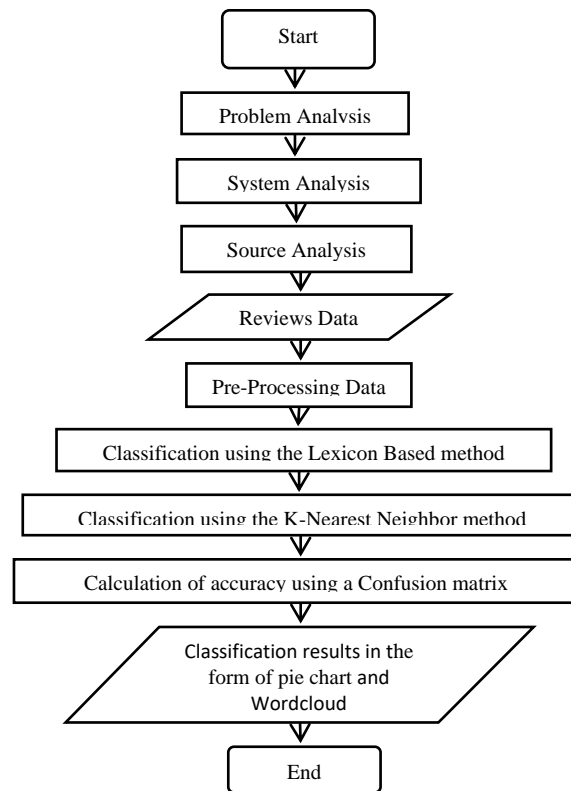 Start
Problem Analysis
System Analysis
Source Analysis
Reviews Data
Pre-Processing Data
Classification using the Lexicon Based method
Classification using the K-Nearest Neighbor method
Calculation of accuracy using a Confusion matrix
Classification results in the
form of pie chart and
Wordcloud
End